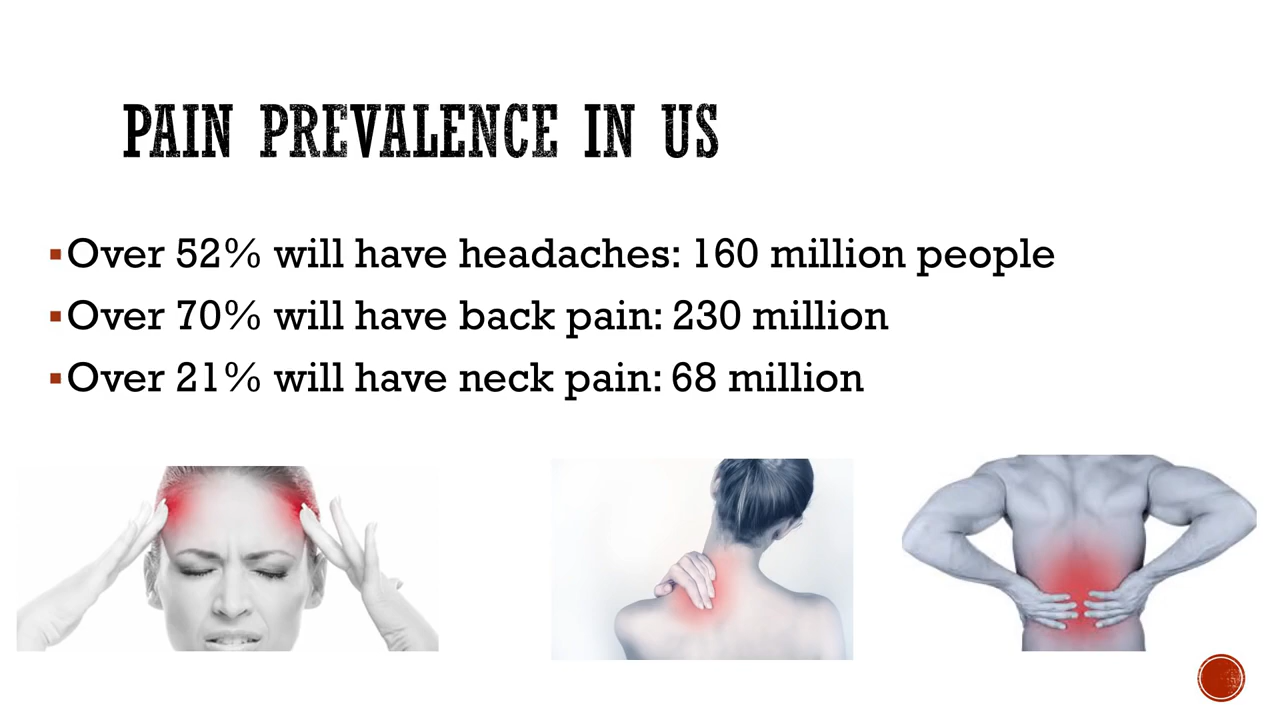 PAIN PREVALENCE IN US
▪Over 52% will have headaches: 160 million people
▪Over 70% will have back pain: 230 million
▪Over 21% will have neck pain: 68 million